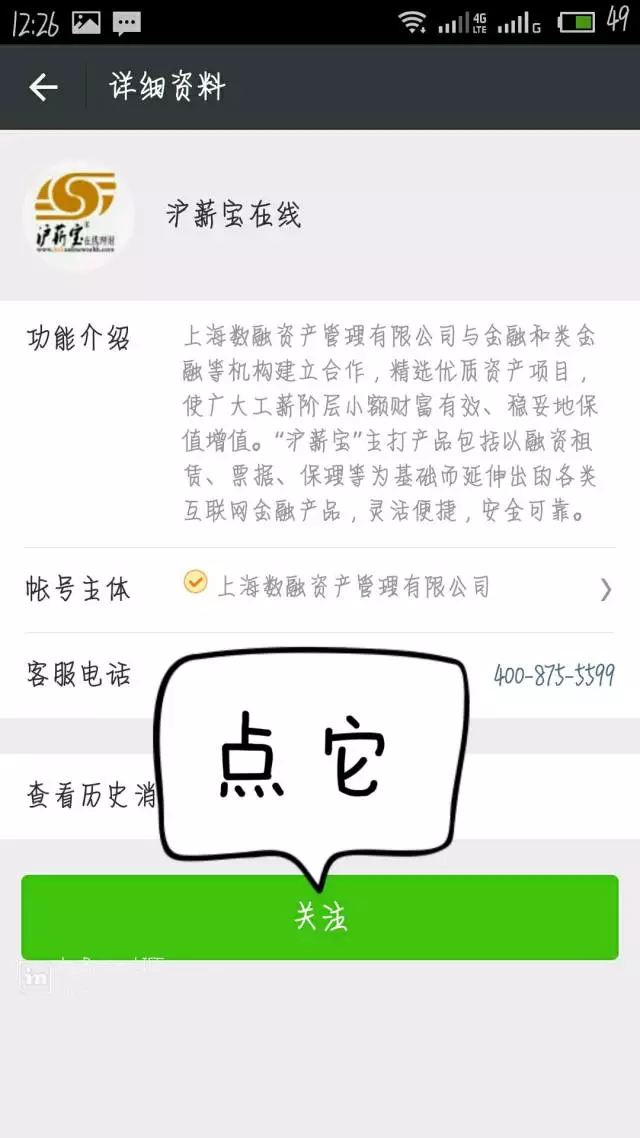 12:26
4G
LTE
G
49
详细资料
沪薪宝
在线理财
沪薪宝在线
功能介绍
上海数融资产管理有限公司与金融和类金
融等机构建立合作，精选优质资产项目，
使广大工薪阶层小额财富有效、稳妥地保
值增值。“沪薪宝”主打产品包括以融资租
赁、票据、保理等为基础而延伸出的各类
互联网金融产品，灵活便捷，安全可靠。
帐号主体
上海数融资产管理有限公司
客服电话
400-875-5599
点它
查看历史消
关注
in